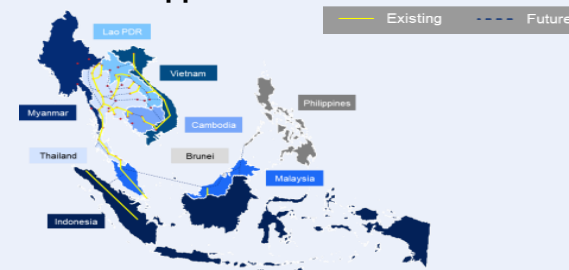 Existing
Future
Lao PDR
Vietnam
Philippines
Myanmar
Cambodia
Thailand
Brunei
Malaysia
Indonesia